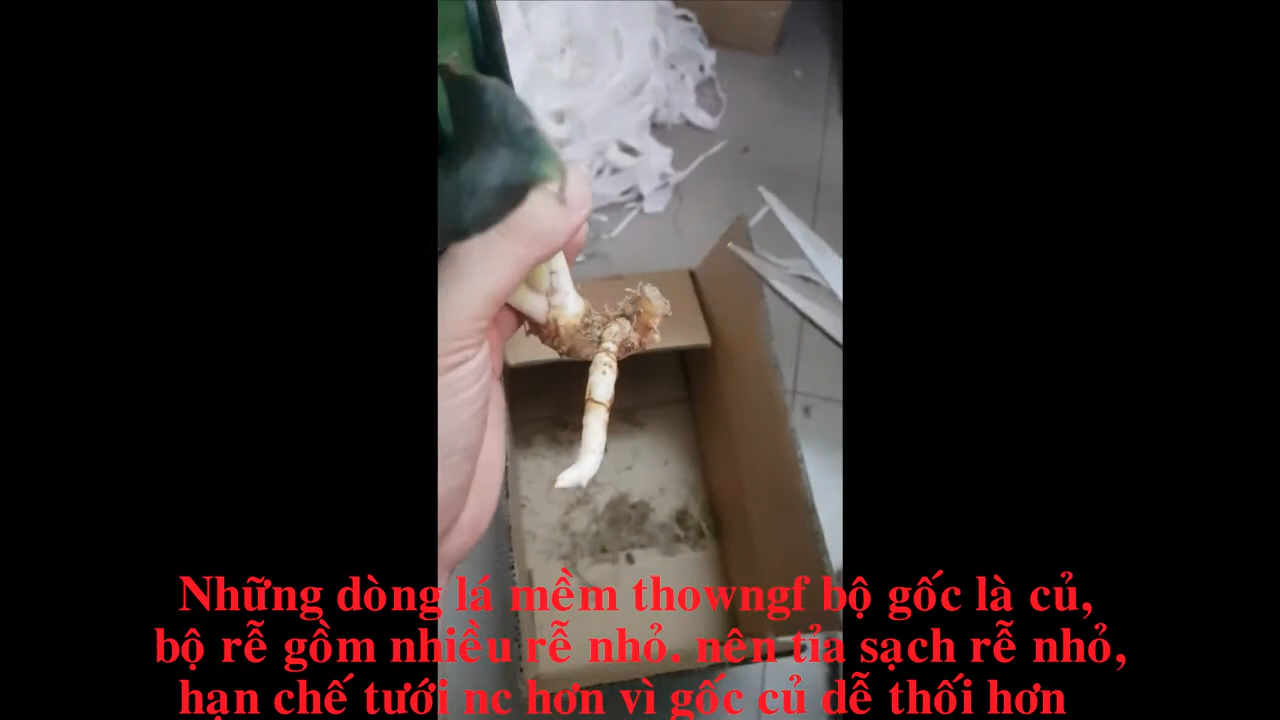 Những dòng lá mềm thowngf bộ gốc là củ,
bộ rễ gồm nhiều rễ nhỏ. nên tỉa sạch rễ nhỏ,
hạn chế tưới nc hơn vì gốc củ dễ thối hơn